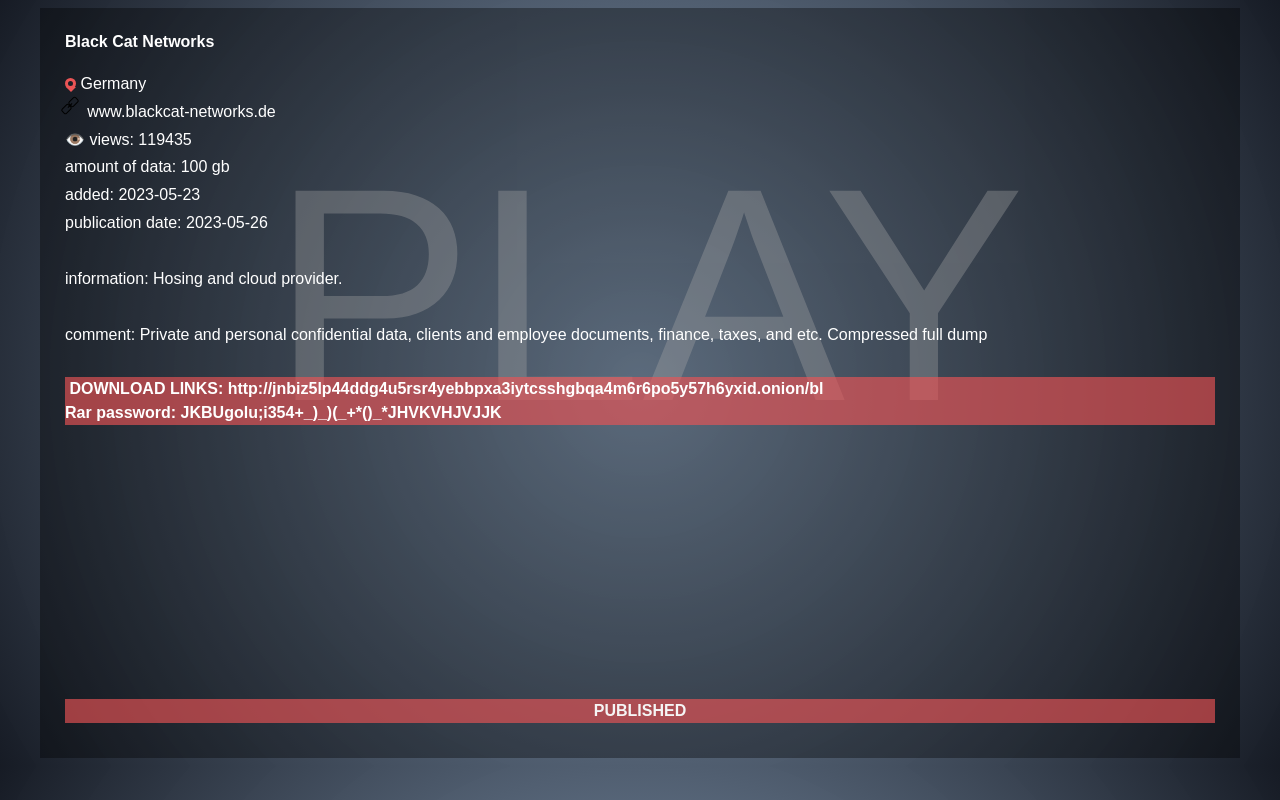 Black Cat Networks
Germany
www.blackcat-networks.de
views: 119435
amount of data: 100 gb
added: 2023-05-23
publication date: 2023-05-26
PLAY
information: Hosing and cloud provider.
comment: Private and personal confidential data, clients and employee documents, finance, taxes, and etc. Compressed full dump
DOWNLOAD LINKS: http://jnbiz5lp44ddg4u5rsr4yebbpxa3iytcsshgbqa4m6r6po5y57h6yxid.onion/bl
Rar password: JKBUgolu;i354+_)_)(_+*()_*JHVKVHJVJJK
PUBLISHED